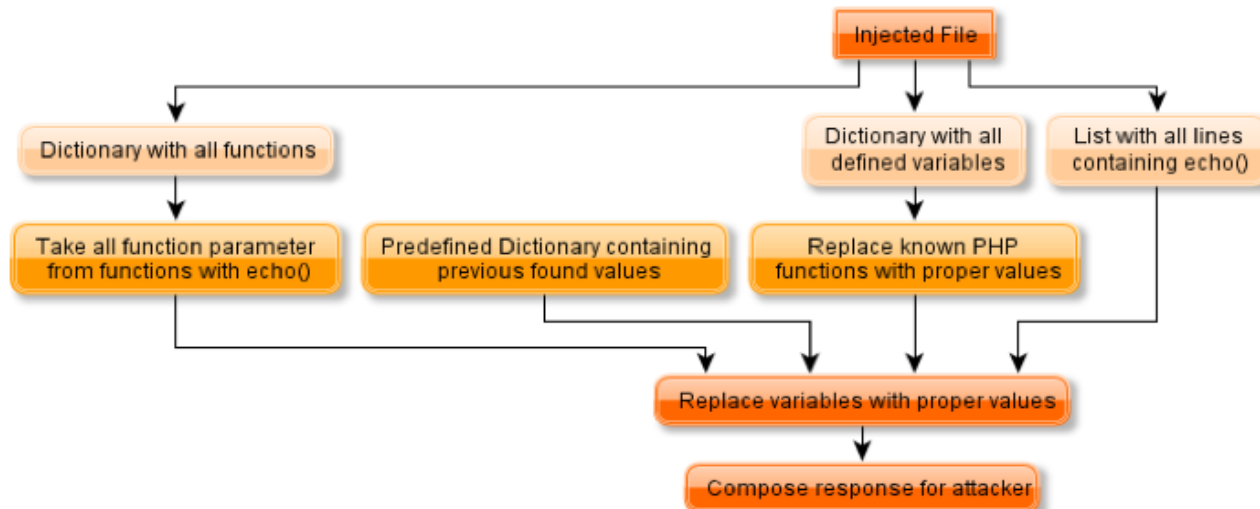 Injected File
Dictionary with all functions
Dictionary with all
defined variables
List with all lines
containing echo()
Take all function parameter
from functions with echo()
Predefined Dictionary containing
previous found values
Replace known PHP
functions with proper values
Replace variables with proper values
Compose response for attacker